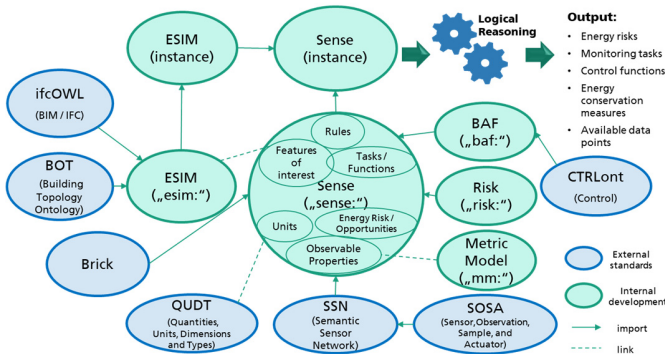 ESIM
(instance)
Sense
(instance)
Logical
Reasoning
Output:
• Energy risks
• Monitoring tasks
• Control functions
• Energy
conservation
measures
• Available data
points
ifcOWL
(BIM / IFC)
BOT
(Building
Topology
Ontology)
ESIM
(„esim:“)
Rules
Features of
interest
Tasks /
Functions
Sense
(„sense:“)
Units
Energy Risk /
Opportunities
Observable
Properties
BAF
(„baf:“)
Risk
(„risk:“)
Metric
Model
(„mm:“)
CTRLont
(Control)
Brick
QUDT
(Quantities,
Units, Dimensions
and Types)
SSN
(Semantic
Sensor
Network)
SOSA
(Sensor,Observation,
Sample, and
Actuator)
External
standards
Internal
development
import
link